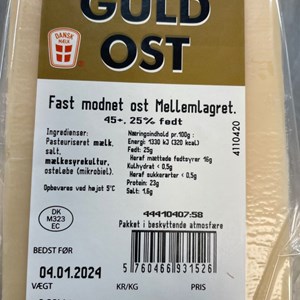 GULD
OST
DANSK
MÆLK
Fast modnet ost Mellemlagret.
45+. 25% fedt
Ingredienser:
Pasteuriseret mælk,
salt,
mælkesyrekultur,
osteløbe (mikrobiel).
Opbevares ved højst 5°C
Næringsindhold pr.100g :
Energi: 1330 kJ (320 kcal)
Fedt: 25g
Heraf mættede fedtsyrer 16g
Kulhydrat < 0.5g
Heraf sukkerarter < 0.5g
Protein: 23g
Salt: 1.6g
4110420
DK
M323
EC
44410407:58
Pakket i beskyttende atmosfære
BEDST FØR
04.01.2024
5 760466 931526
VÆGT
KR/KG
PRIS